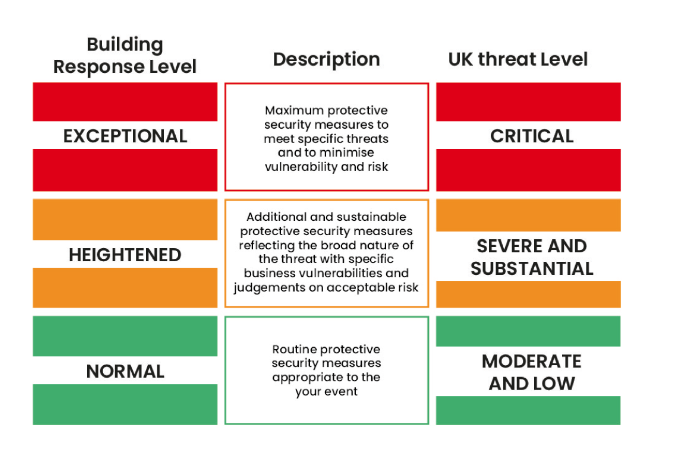 Building
Response Level
Description
UK threat Level
EXCEPTIONAL
Maximum protective
security measures to
meet specific threats
and to minimise
vulnerability and risk
CRITICAL
HEIGHTENED
Additional and sustainable
protective security measures
reflecting the broad nature of
the threat with specific
business vulnerabilities and
judgements on acceptable risk
SEVERE AND
SUBSTANTIAL
NORMAL
Routine protective
security measures
appropriate to the
your event
MODERATE
AND LOW